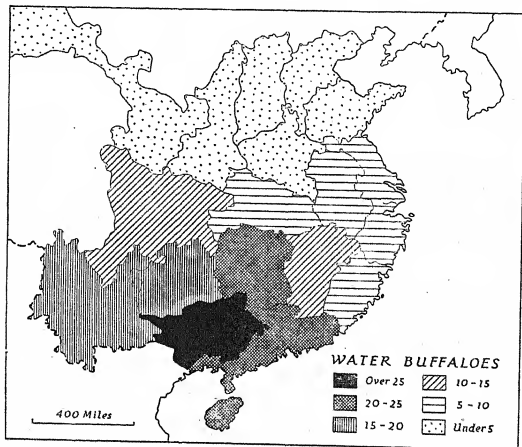 WATER BUFFALOES
Over 25
20-25
15-20
10-15
5-10
Under 5
400 Miles